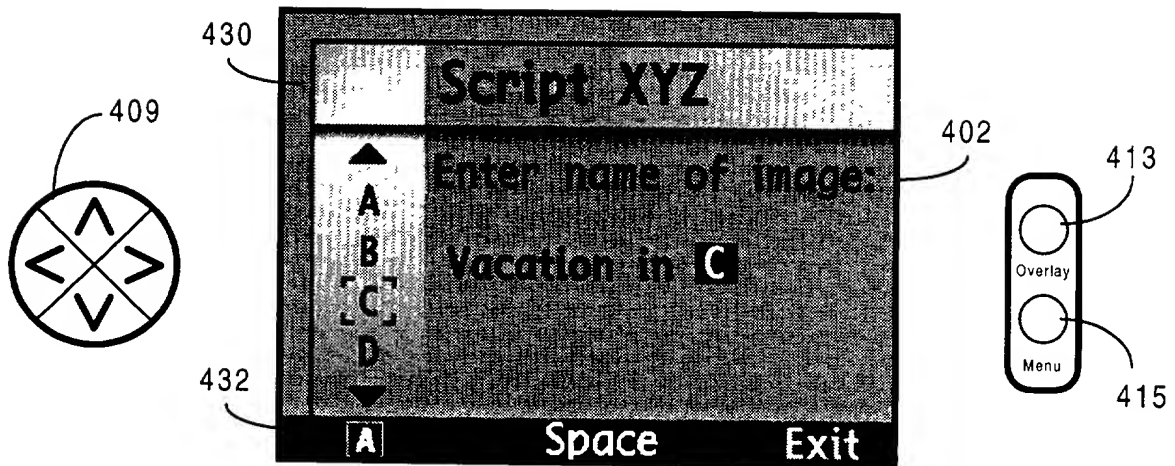 430
409
Script XYZ
402
413
Enter name of image:
A
B
Vacation in C
[C]
D
Overlay
Menu
415
432
A Space Exit